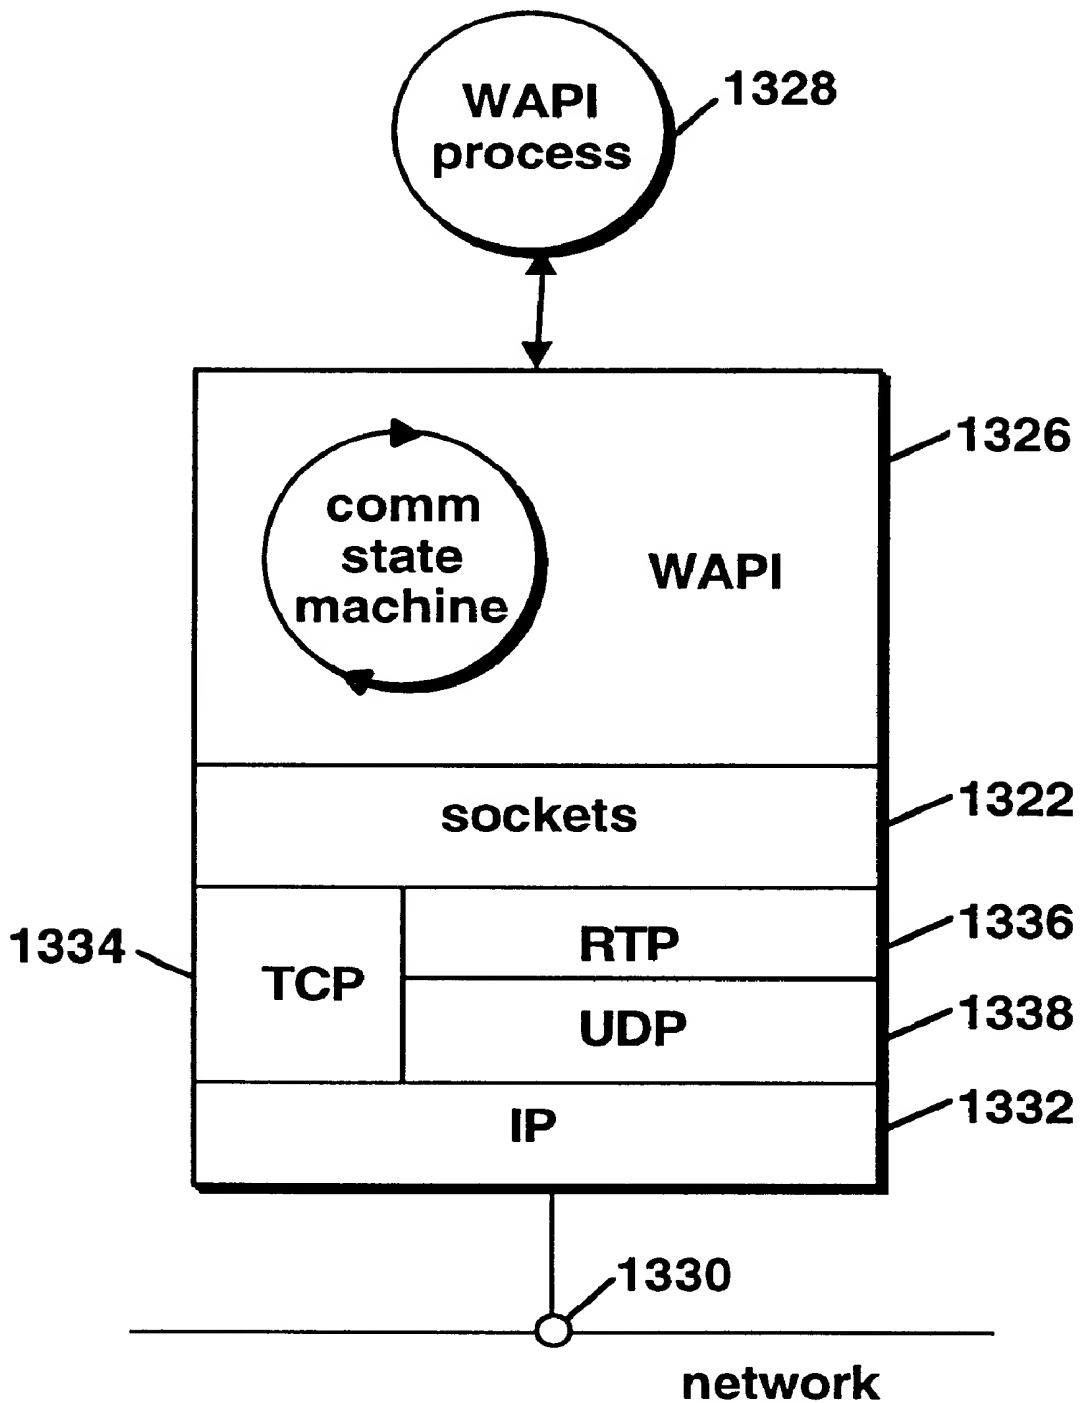 WAPI
process
1328
1326
comm
state
machine
WAPI
sockets
1322
1334
TCP
RTP
1336
UDP
1338
IP
1332
1330
network